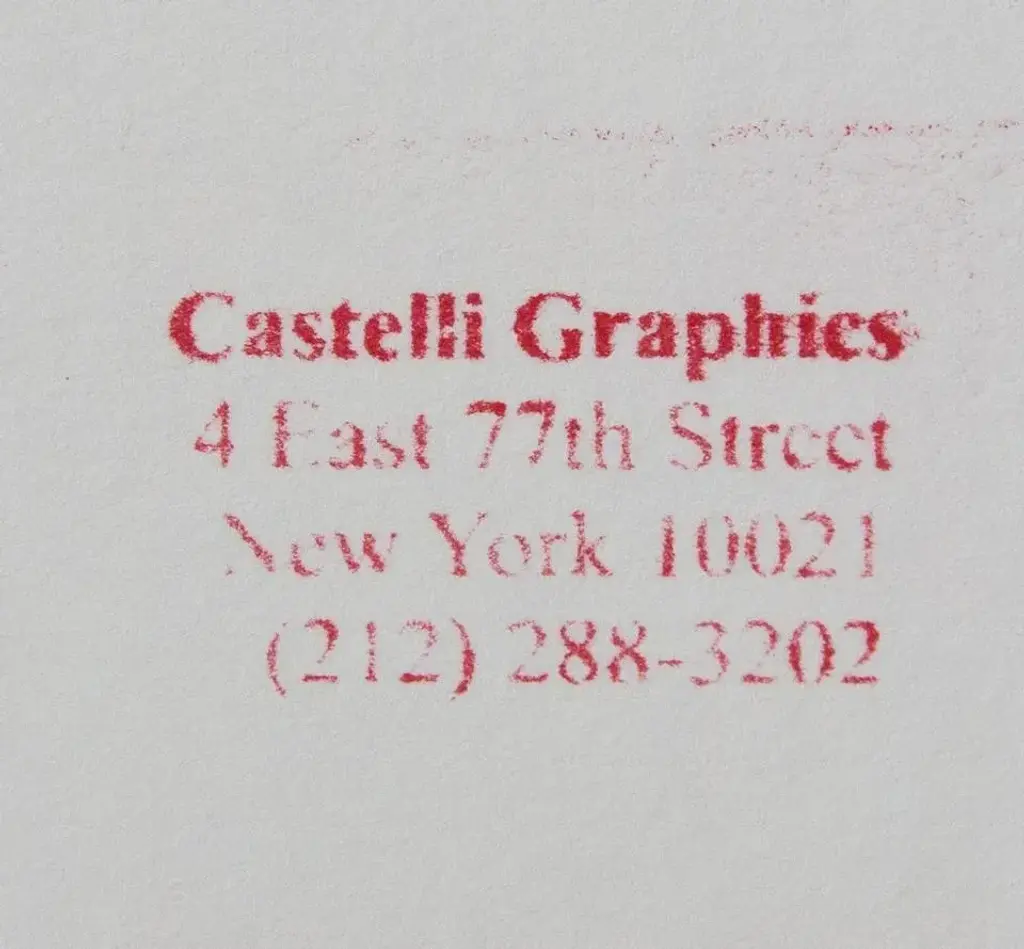 Castelli Graphics
4 East 77th Street
New York 10021
(212) 288-3202